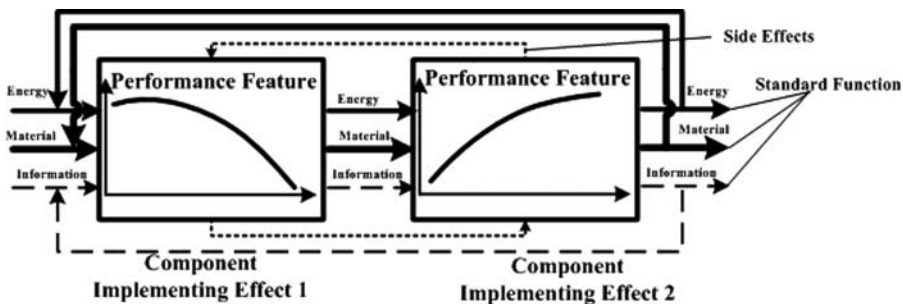 Side Effects
Performance Feature
Performance Feature
Energy
Energy
Energy
Standard Function
Material
Material
Material
Information
Information
Information
Component
Implementing Effect 1
Component
Implementing Effect 2